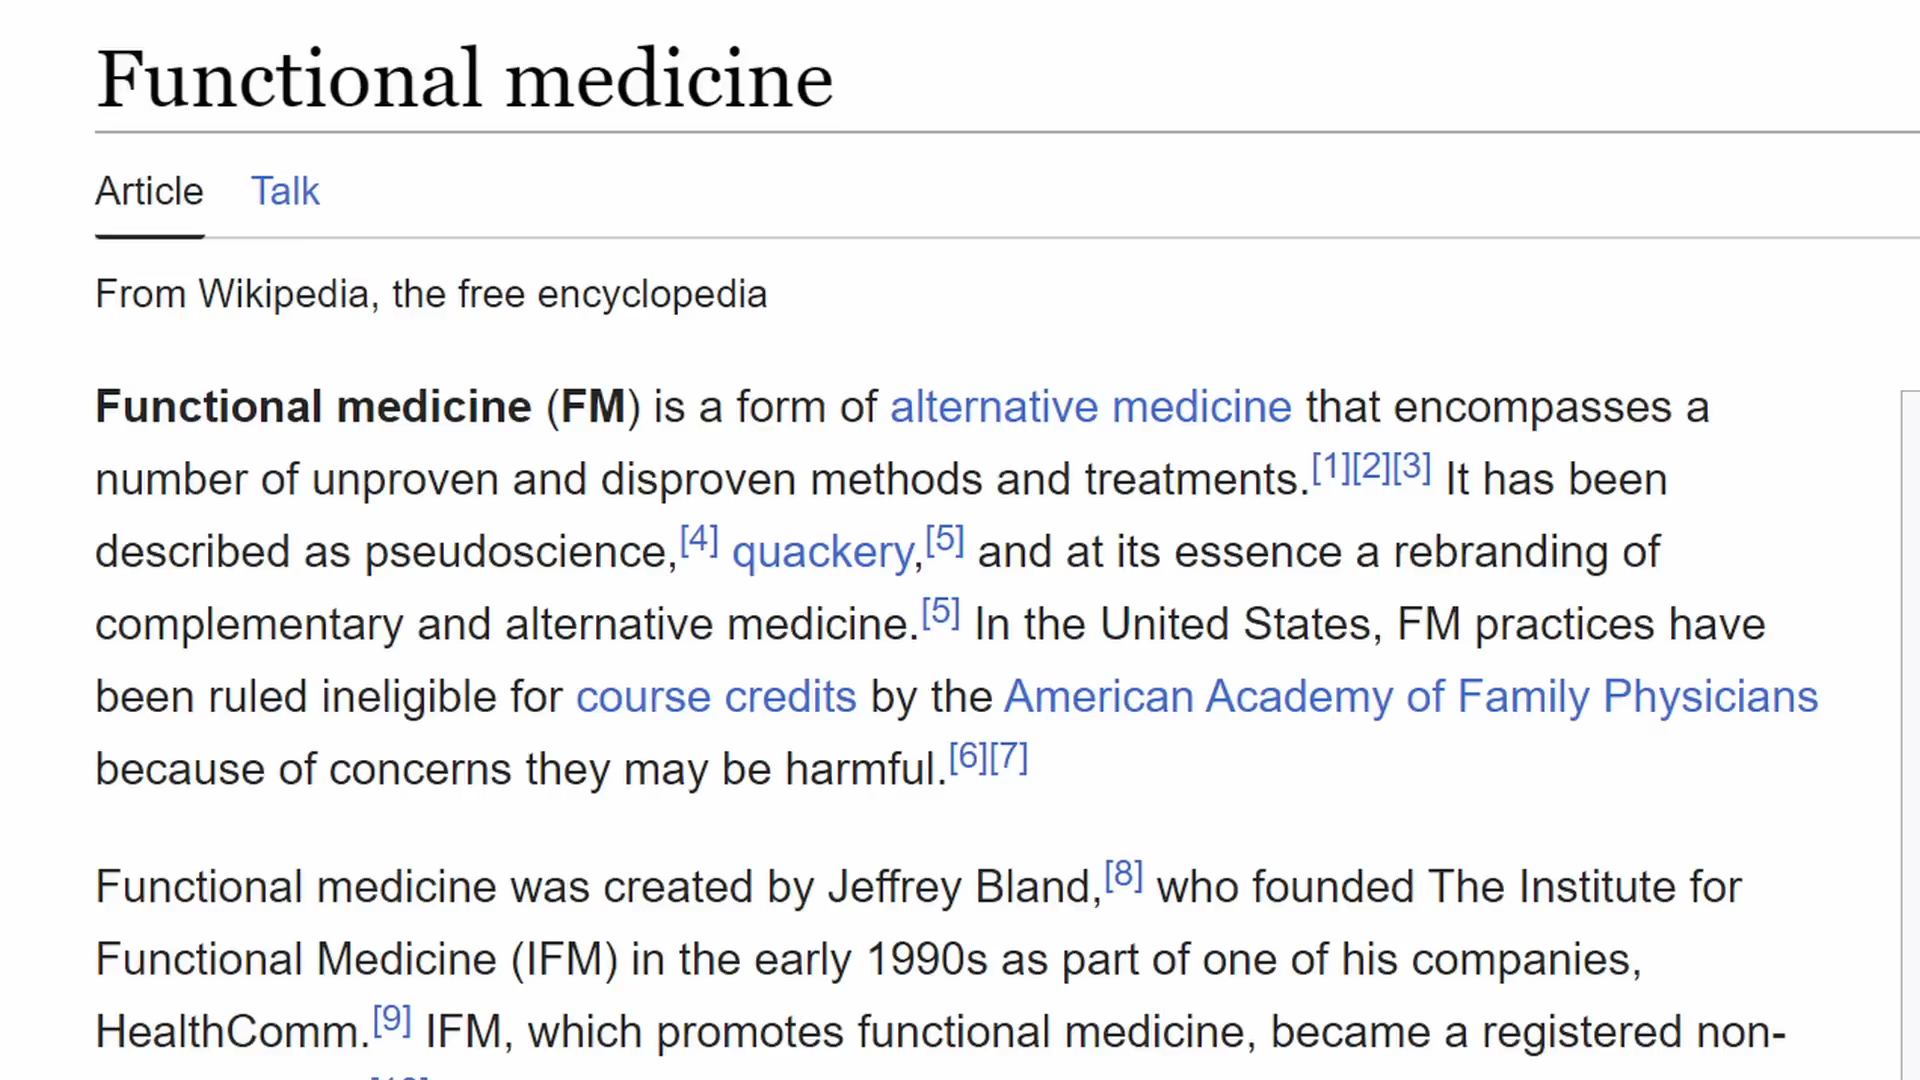 Functional medicine
Article Talk
From Wikipedia, the free encyclopedia
Functional medicine (FM) is a form of alternative medicine that encompasses a
number of unproven and disproven methods and treatments.[1][2][3] It has been
described as pseudoscience,[4] quackery,[5] and at its essence a rebranding of
complementary and alternative medicine.[5] In the United States, FM practices have
been ruled ineligible for course credits by the American Academy of Family Physicians
because of concerns they may be harmful.[6][7]
Functional medicine was created by Jeffrey Bland,[8] who founded The Institute for
Functional Medicine (IFM) in the early 1990s as part of one of his companies,
HealthComm.[9] IFM, which promotes functional medicine, became a registered non-